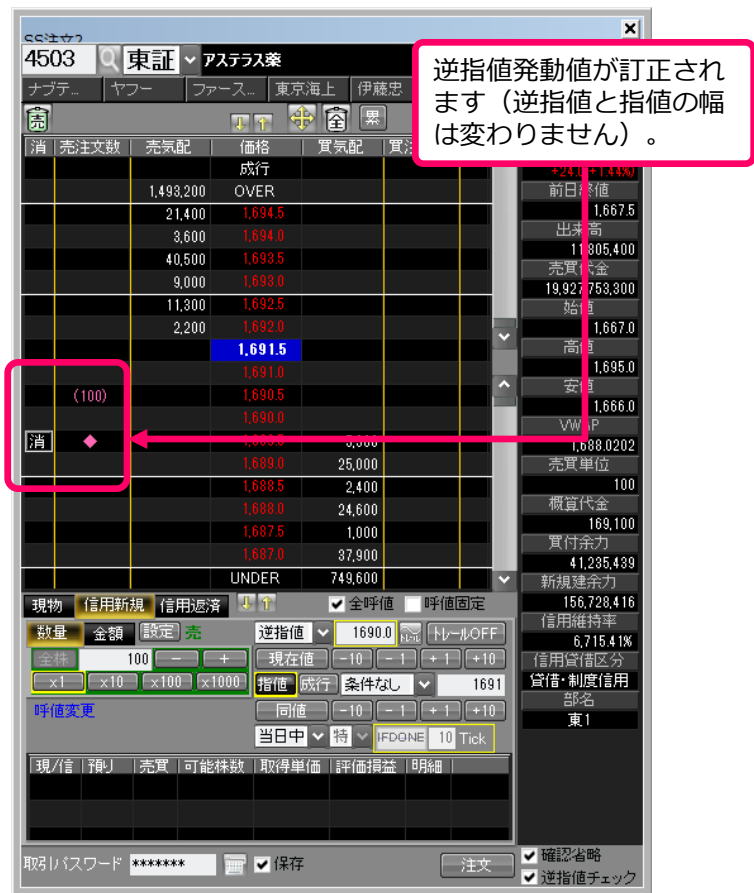 SS注文2
4503 東証 アステラス薬
ナブテ... ヤフー ファース... 東京海上 伊藤忠
逆指値発動値が訂正され
ます（逆指値と指値の幅
は変わりません）。
売 全 累
消 売注文数 売気配 価格 買気配
+24.0(+1.44%)
成行
前日終値
1,493,200 OVER
1,667.5
21,400 1,694.5
出来高
3,600 1,694.0
11,805,400
40,500 1,693.5
売買代金
9,000 1,693.0
19,927,753,300
11,300 1,692.5
始値
2,200 1,692.0
1,667.0
1,691.5
高値
1,691.0
1,695.0
(100) 1,690.5
安値
1,690.0
1,666.0
VWAP
消 ◆
1,688.0202
1,689.0 25,000
売買単位
1,688.5 2,400
100
1,688.0 24,600
概算代金
1,687.5 1,000
169,100
1,687.0 37,900
買付余力
41,235,439
UNDER 749,600
新規建余力
現物 信用新規 信用返済 全呼値 呼値固定
156,728,416
信用維持率
数量 金額 設定 売 逆指値 1690.0 トレールOFF
6,715.41%
全株 100 － ＋ 現在値 -10 - 1 + 1 +10
信用貸借区分
x1 x10 x100 x1000 指値 成行 条件なし 1691
貸借・制度信用
呼値変更 同値 -10 - 1 + 1 +10
部名
東1
当日中 特 IFDONE 10 Tick
現/信 預り 売買 可能株数 取得単価 評価損益 明細
取引パスワード ******* 保存 注文
確認省略
逆指値チェック